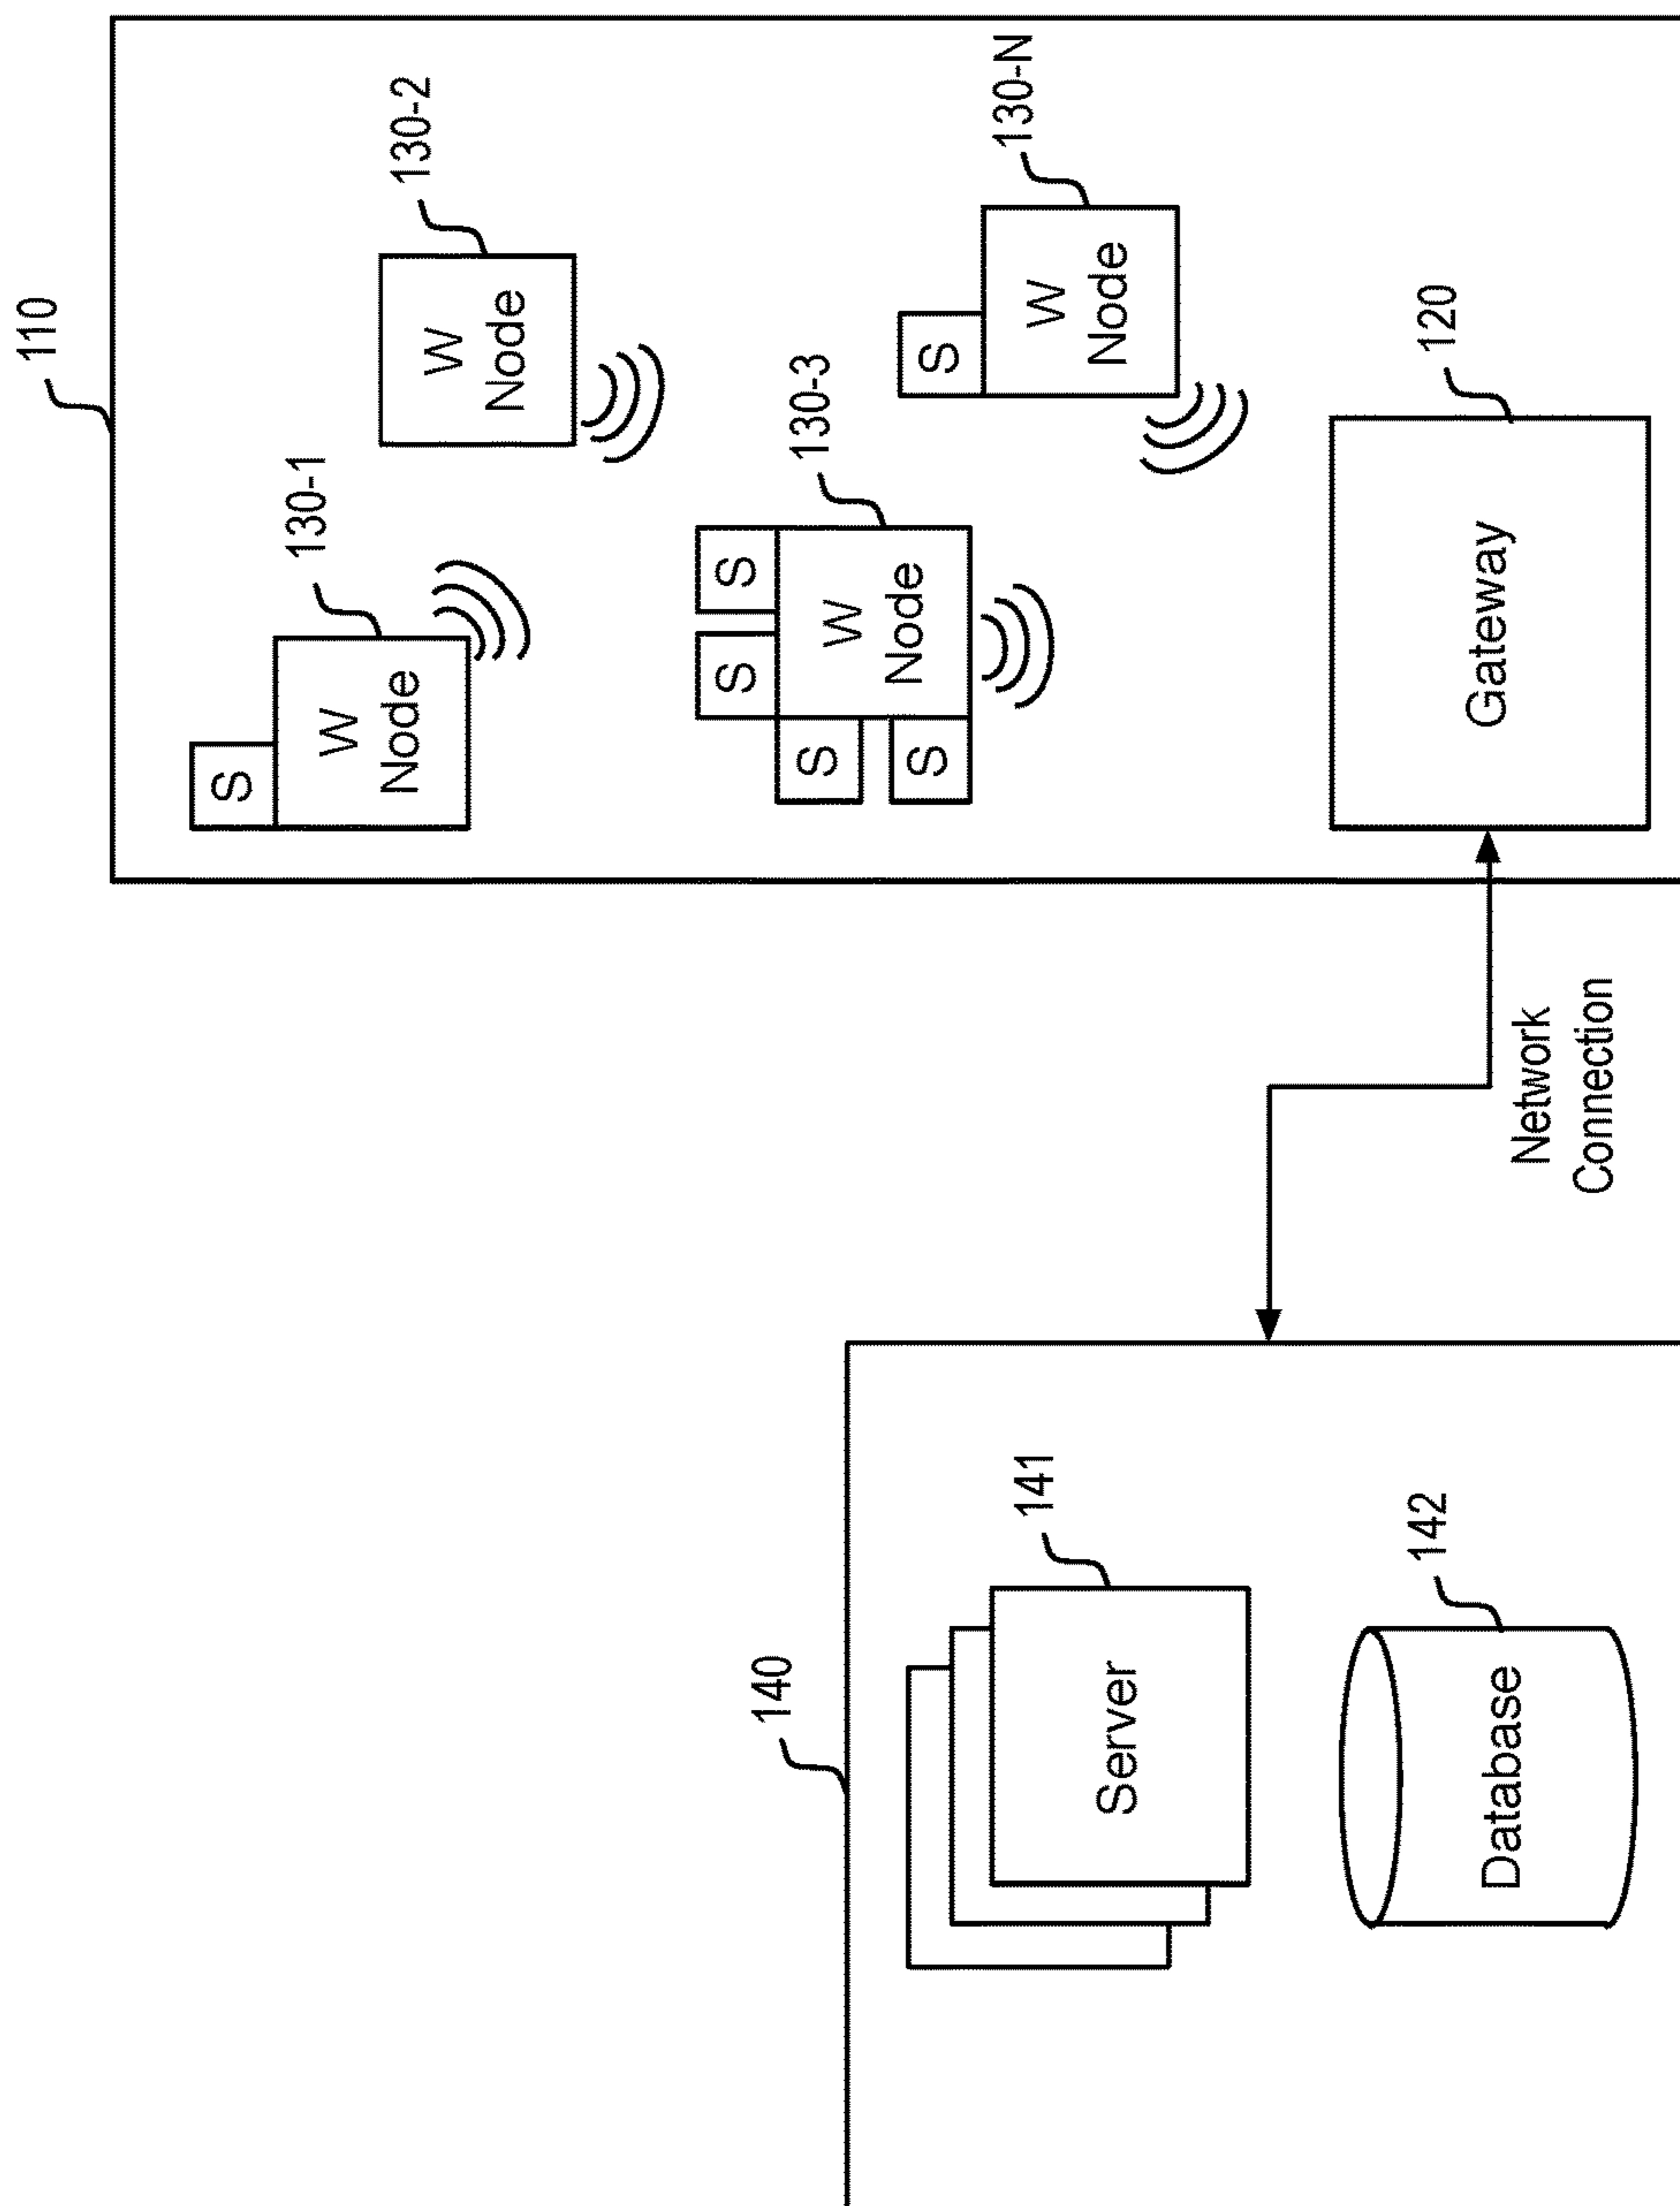 110
130-1
S
W
Node
130-2
W
Node
130-3
S
S
S
S
W
Node
130-N
S
W
Node
120
Gateway
Network
Connection
140
141
Server
142
Database